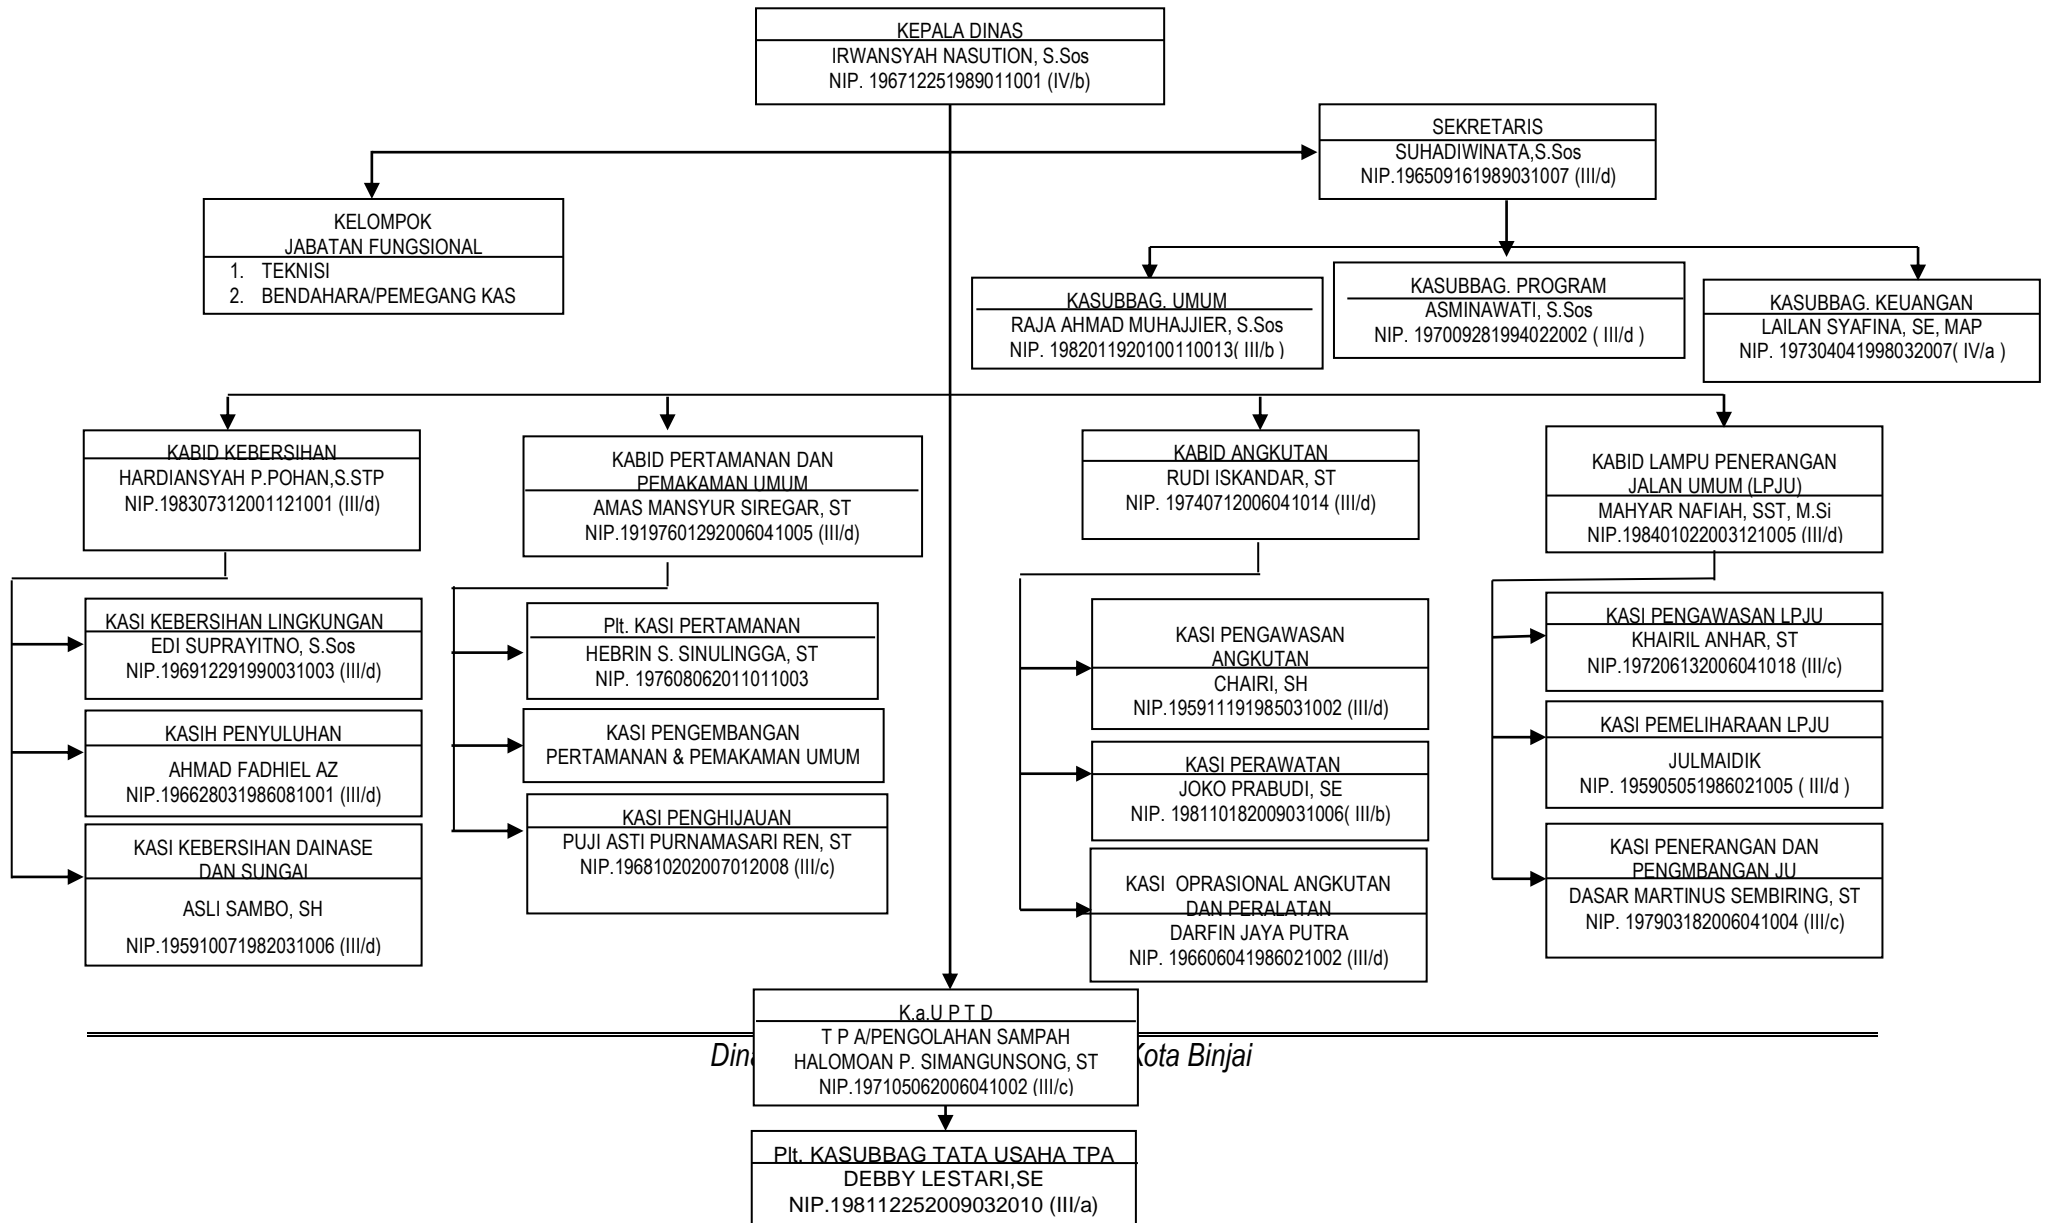 KEPALA DINAS
IRWANSYAH NASUTION, S.Sos
NIP. 196712251989011001 (IV/b)
SEKRETARIS
SUHADIWINATA,S.Sos
NIP.196509161989031007 (III/d)
KELOMPOK
JABATAN FUNGSIONAL
1. TEKNISI
2. BENDAHARA/PEMEGANG KAS
KASUBBAG. UMUM
RAJA AHMAD MUHAJJIER, S.Sos
NIP. 1982011920100110013( III/b )
KASUBBAG. PROGRAM
ASMINAWATI, S.Sos
NIP. 197009281994022002 ( III/d )
KASUBBAG. KEUANGAN
LAILAN SYAFINA, SE, MAP
NIP. 197304041998032007( IV/a )
KABID KEBERSIHAN
HARDIANSYAH P.POHAN,S.STP
NIP.198307312001121001 (III/d)
KABID PERTAMANAN DAN
PEMAKAMAN UMUM
AMAS MANSYUR SIREGAR, ST
NIP.19197601292006041005 (III/d)
KABID ANGKUTAN
RUDI ISKANDAR, ST
NIP. 19740712006041014 (III/d)
KABID LAMPU PENERANGAN
JALAN UMUM (LPJU)
MAHYAR NAFIAH, SST, M.Si
NIP.198401022003121005 (III/d)
KASI KEBERSIHAN LINGKUNGAN
EDI SUPRAYITNO, S.Sos
NIP.196912291990031003 (III/d)
KASIH PENYULUHAN
AHMAD FADHIEL AZ
NIP.196628031986081001 (III/d)
KASI KEBERSIHAN DAINASE
DAN SUNGAI
ASLI SAMBO, SH
NIP.195910071982031006 (III/d)
Plt. KASI PERTAMANAN
HEBRIN S. SINULINGGA, ST
NIP. 197608062011011003
KASI PENGEMBANGAN
PERTAMANAN & PEMAKAMAN UMUM
KASI PENGHIJAUAN
PUJI ASTI PURNAMASARI REN, ST
NIP.196810202007012008 (III/c)
KASI PENGAWASAN
ANGKUTAN
CHAIRI, SH
NIP.195911191985031002 (III/d)
KASI PERAWATAN
JOKO PRABUDI, SE
NIP. 198110182009031006( III/b)
KASI OPRASIONAL ANGKUTAN
DAN PERALATAN
DARFIN JAYA PUTRA
NIP. 196606041986021002 (III/d)
KASI PENGAWASAN LPJU
KHAIRIL ANHAR, ST
NIP.197206132006041018 (III/c)
KASI PEMELIHARAAN LPJU
JULMAIDIK
NIP. 195905051986021005 ( III/d )
KASI PENERANGAN DAN
PENGMBANGAN JU
DASAR MARTINUS SEMBIRING, ST
NIP. 197903182006041004 (III/c)
K.a.U P T D
T P A/PENGOLAHAN SAMPAH
HALOMOAN P. SIMANGUNSONG, ST
NIP.197105062006041002 (III/c)
Binjai
Plt. KASUBBAG TATA USAHA TPA
DEBBY LESTARI,SE
NIP.198112252009032010 (III/a)